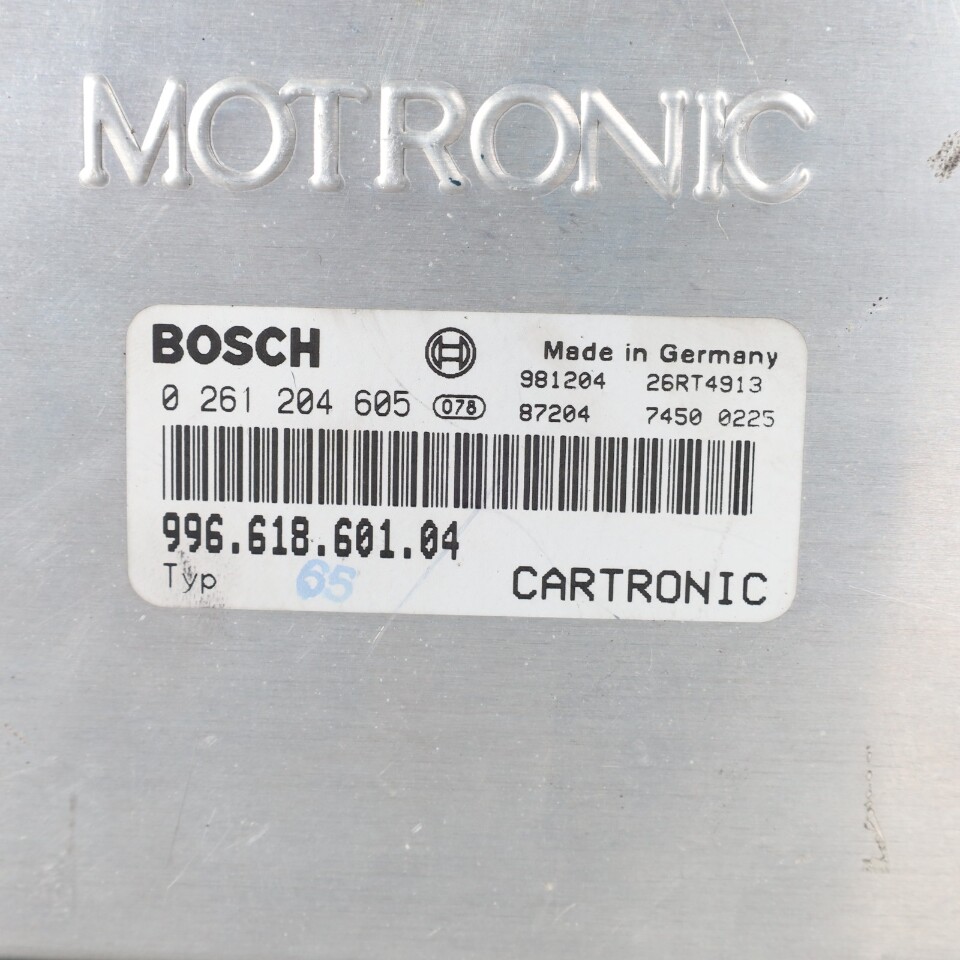 MOTRONIC
BOSCH
Made in Germany
0 261 204 605 078
981204 26RT4913
87204 7450 0225
996.618.601.04
Typ 65 CARTRONIC